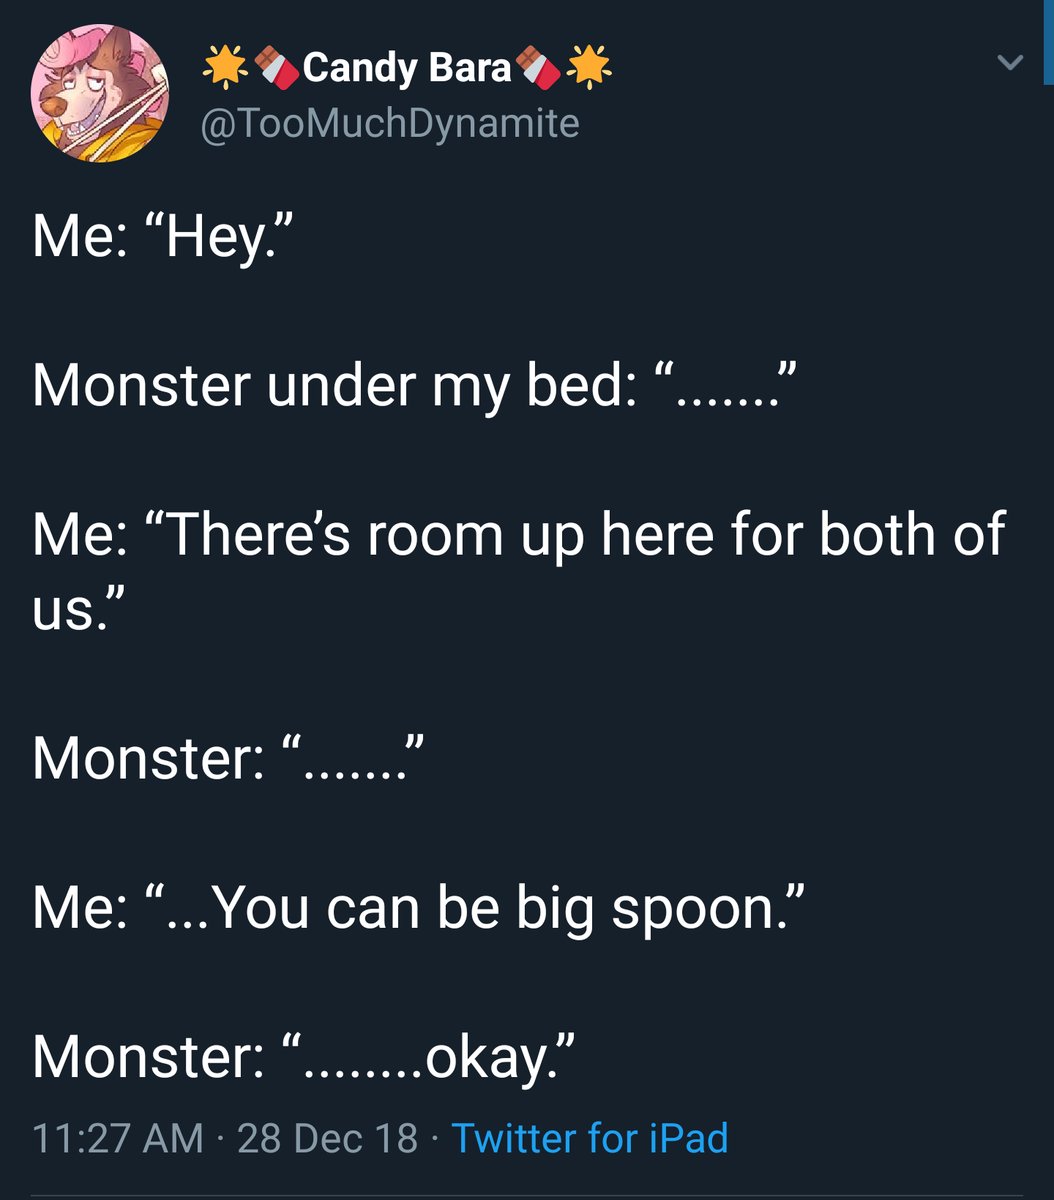 🌟🍫Candy Bara🍫🌟
@TooMuchDynamite
Me: “Hey.”
Monster under my bed: “.......”
Me: “There’s room up here for both of
us.”
Monster: “.......”
Me: “...You can be big spoon.”
Monster: “........okay.”
11:27 AM · 28 Dec 18 · Twitter for iPad